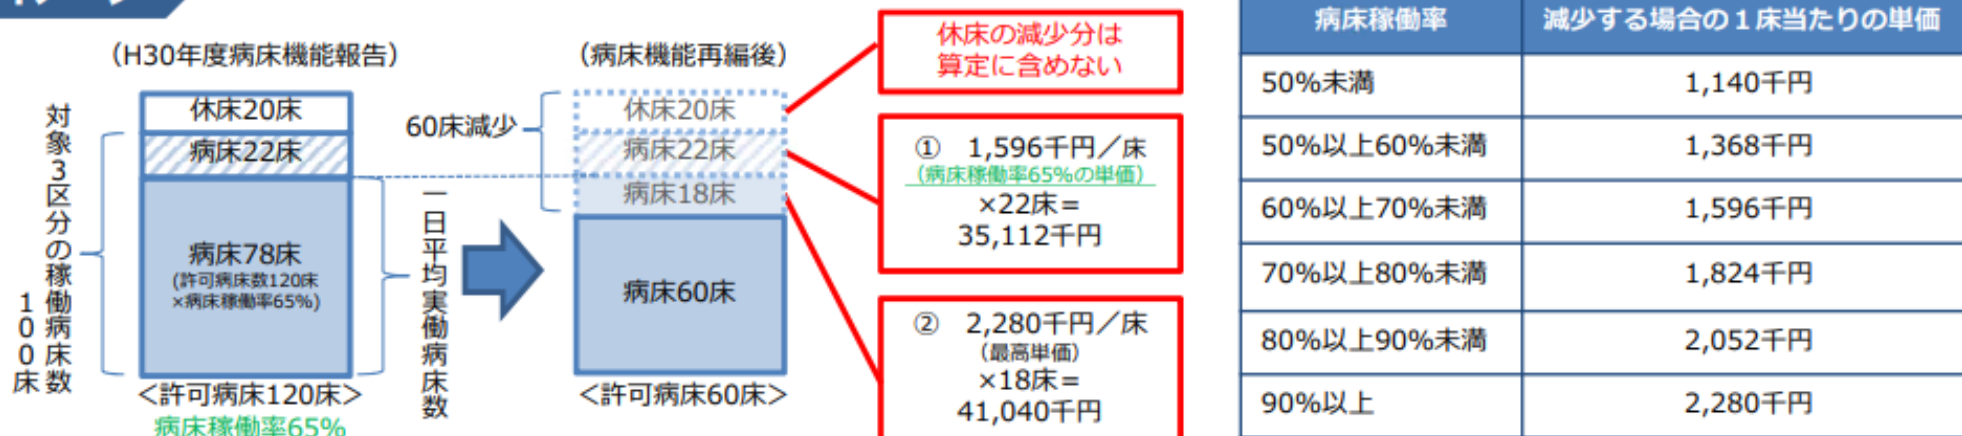 （H30年度病床機能報告）
対象3区分の稼働病床数
100床
休床20床
病床22床
病床78床
(許可病床数120床
×病床稼働率65%)
＜許可病床120床＞
病床稼働率65%
一日平均実働病床数
（病床機能再編後）
60床減少
休床20床
病床22床
病床18床
病床60床
＜許可病床60床＞
休床の減少分は
算定に含めない
① 1,596千円／床
（病床稼働率65%の単価）
×22床＝
35,112千円
② 2,280千円／床
（最高単価）
×18床＝
41,040千円
病床稼働率 減少する場合の１床当たりの単価
50%未満 1,140千円
50%以上60%未満 1,368千円
60%以上70%未満 1,596千円
70%以上80%未満 1,824千円
80%以上90%未満 2,052千円
90%以上 2,280千円